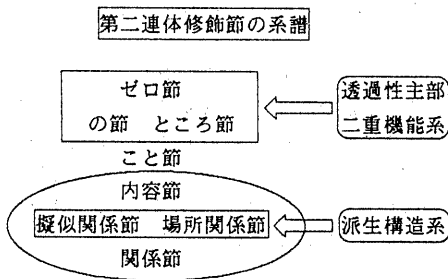 第二連体修飾節の系譜
ゼロ節
の節 ところ節
透過性主部
二重機能系
こと節
内容節
擬似関係節 場所関係節
派生構造系
関係節